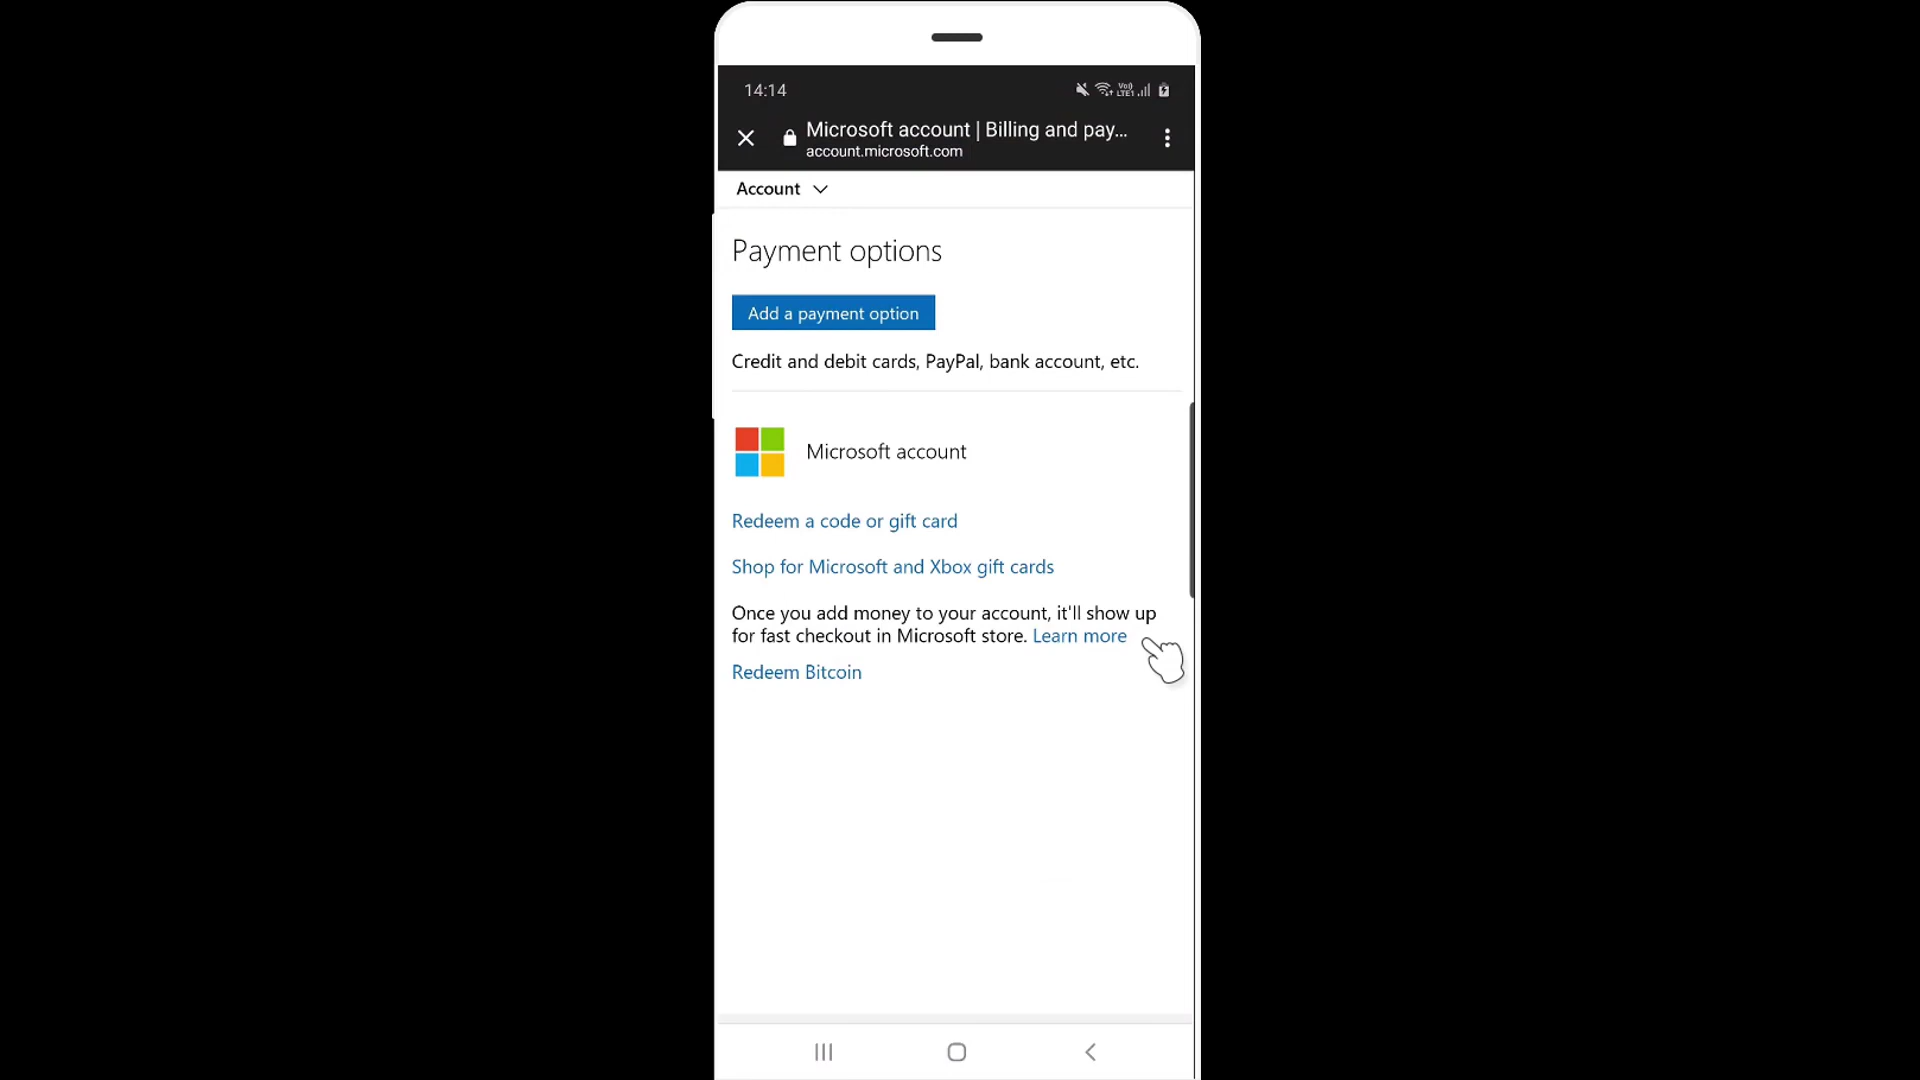 14:14
Vo)) LTE1
Microsoft account | Billing and pay...
account.microsoft.com
Account
Payment options
Add a payment option
Credit and debit cards, PayPal, bank account, etc.
Microsoft account
Redeem a code or gift card
Shop for Microsoft and Xbox gift cards
Once you add money to your account, it'll show up
for fast checkout in Microsoft store. Learn more
Redeem Bitcoin